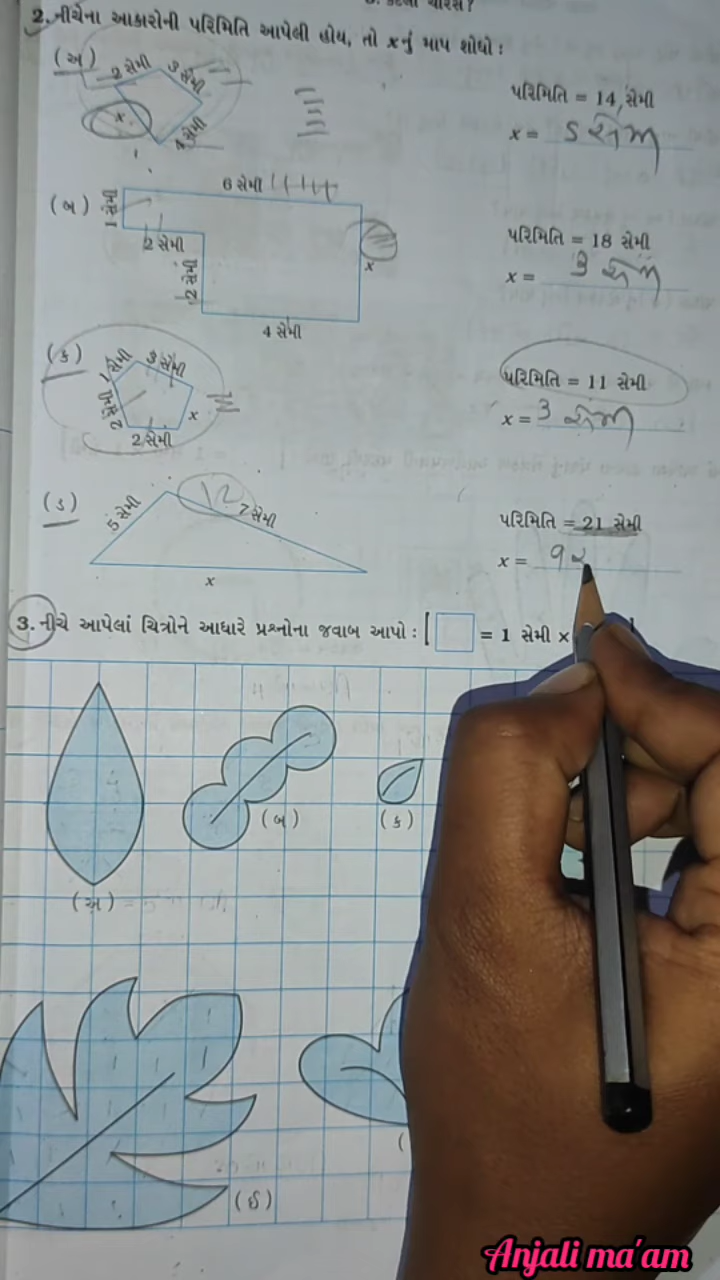 2. નીચેના આકારોની પરિમિતિ આપેલી હોય, તો xનું માપ શોધો :
(અ)
2 સેમી
3 સેમી
x
4 સેમી
પરિમિતિ = 14 સેમી
x = 5 સેમી
(બ)
6 સેમી
1 સેમી
2 સેમી
2 સેમી
x
4 સેમી
પરિમિતિ = 18 સેમી
x = 3 સેમી
(ક)
1 સેમી
3 સેમી
2 સેમી
x
2 સેમી
પરિમિતિ = 11 સેમી
x = 3 સેમી
(ડ)
12
5 સેમી
7 સેમી
x
પરિમિતિ = 21 સેમી
x = 9
3. નીચે આપેલાં ચિત્રોને આધારે પ્રશ્નોના જવાબ આપો : [ = 1 સેમી ×
(અ)
(બ)
(ક)
(ઈ)
Anjali ma'am